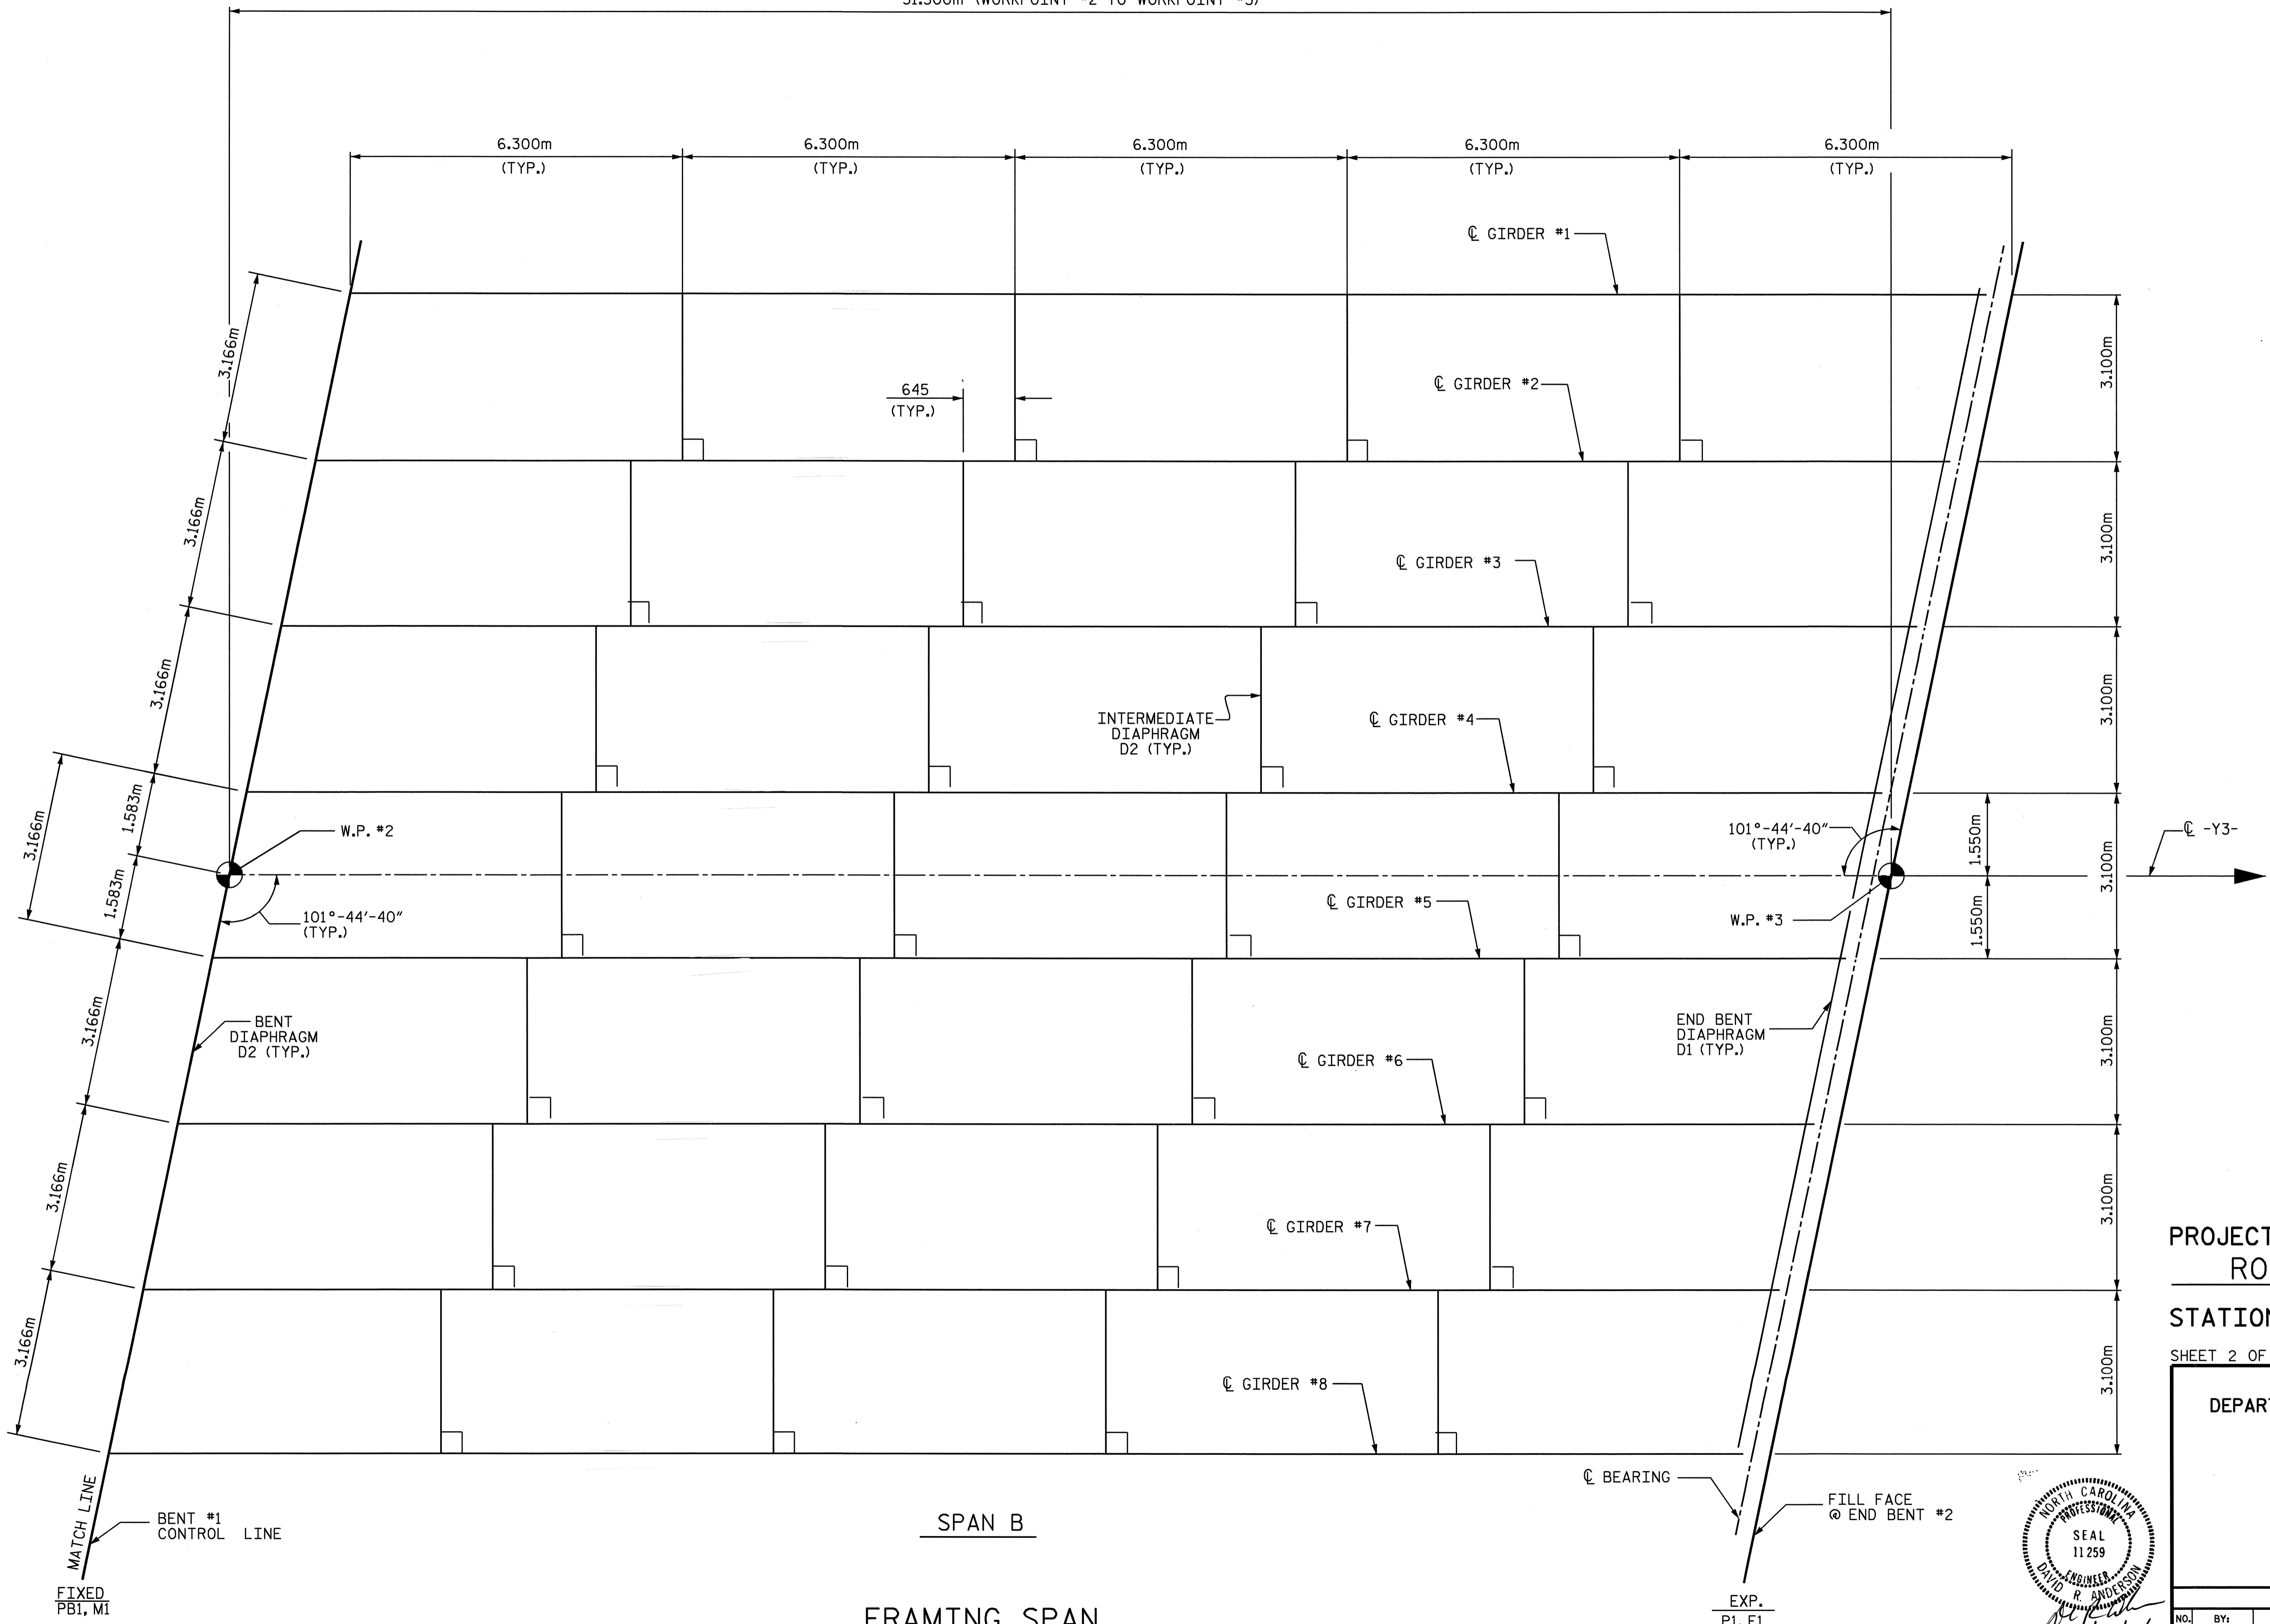 31.500m (WORKPOINT #2 TO WORKPOINT #3)
6.300m
(TYP.)
6.300m
(TYP.)
6.300m
(TYP.)
6.300m
(TYP.)
6.300m
(TYP.)
℄ GIRDER #1
3.166m
3.100m
645
(TYP.)
℄ GIRDER #2
3.166m
3.100m
℄ GIRDER #3
3.166m
3.100m
INTERMEDIATE
DIAPHRAGM
D2 (TYP.)
℄ GIRDER #4
3.166m
1.583m
1.583m
W.P. #2
101°-44'-40"
(TYP.)
101°-44'-40"
(TYP.)
1.550m
1.550m
3.100m
℄ -Y3-
℄ GIRDER #5
W.P. #3
3.166m
BENT
DIAPHRAGM
D2 (TYP.)
END BENT
DIAPHRAGM
D1 (TYP.)
3.100m
℄ GIRDER #6
3.166m
3.100m
℄ GIRDER #7
3.166m
3.100m
℄ GIRDER #8
PROJECT
RO
STATION
SHEET 2 OF
DEPART
MATCH LINE
BENT #1
CONTROL LINE
FIXED
PB1, M1
SPAN B
℄ BEARING
FILL FACE
@ END BENT #2
EXP.
P1, E1
FRAMING SPAN
NORTH CAROLINA
PROFESSIONAL
SEAL
11259
ENGINEER
DAVID R. ANDERSON
NO.
BY: